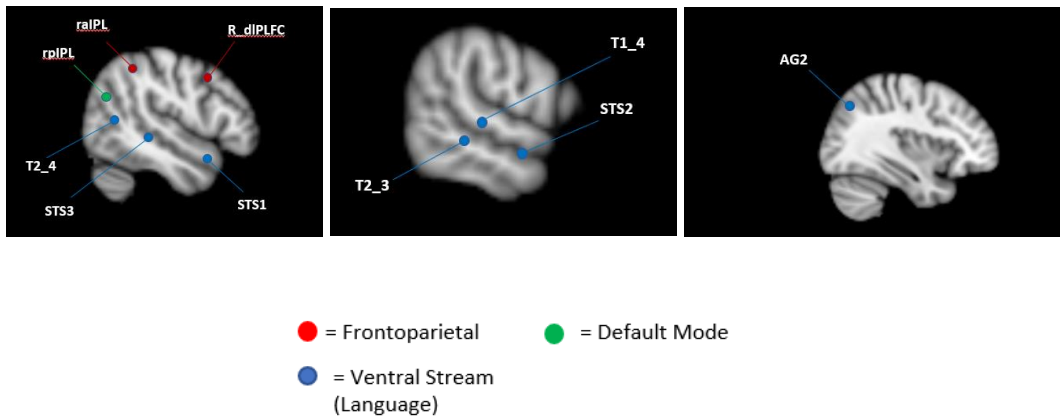 raIPL
R_dlPLFC
rpIPL
T2_4
STS3
STS1
T1_4
STS2
T2_3
AG2
= Frontoparietal
= Default Mode
= Ventral Stream
(Language)